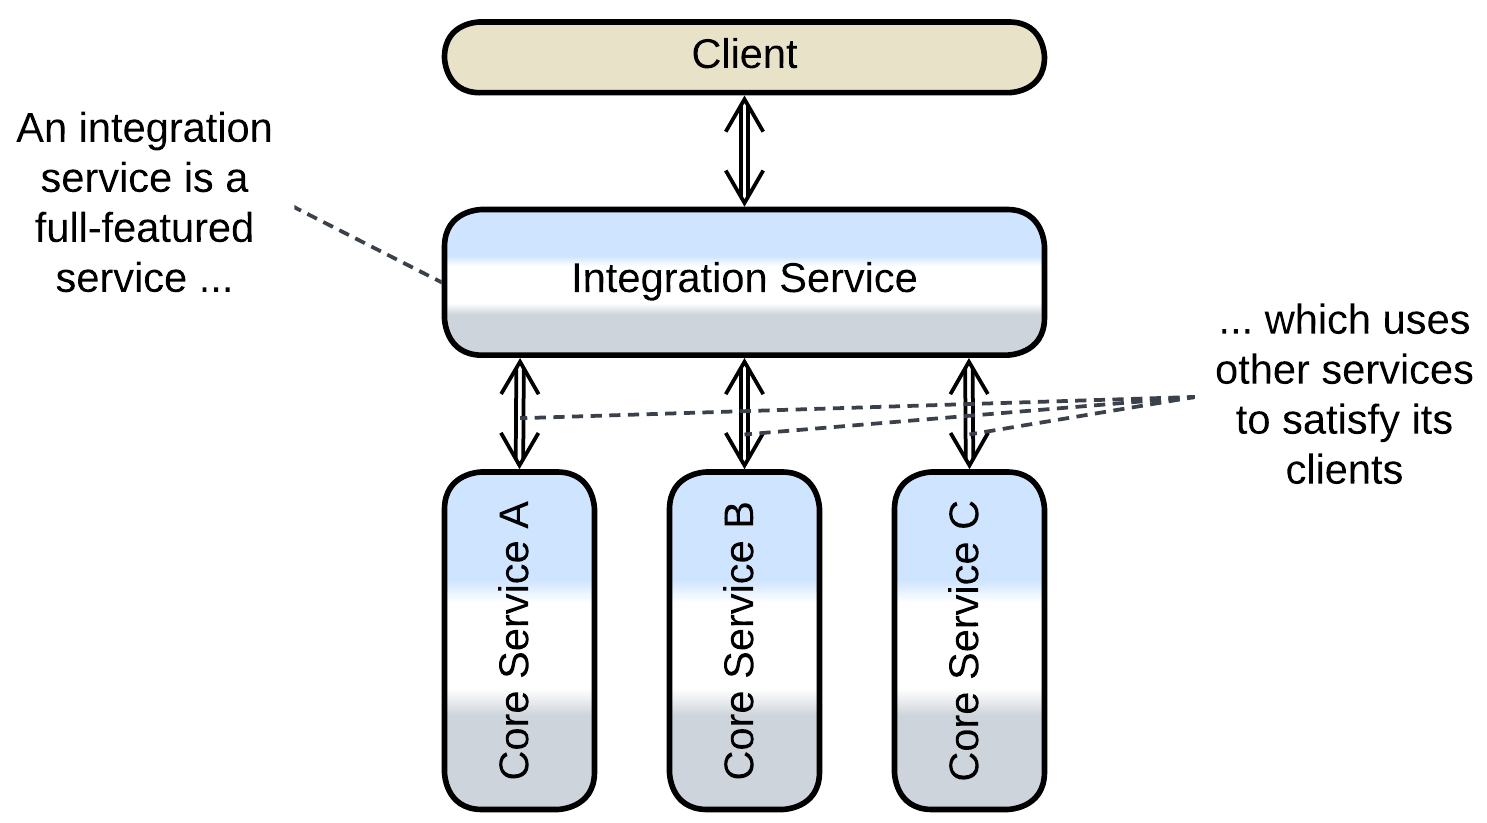 Client
An integration
service is a
full-featured
service ...
Integration Service
... which uses
other services
to satisfy its
clients
Core Service A
Core Service B
Core Service C